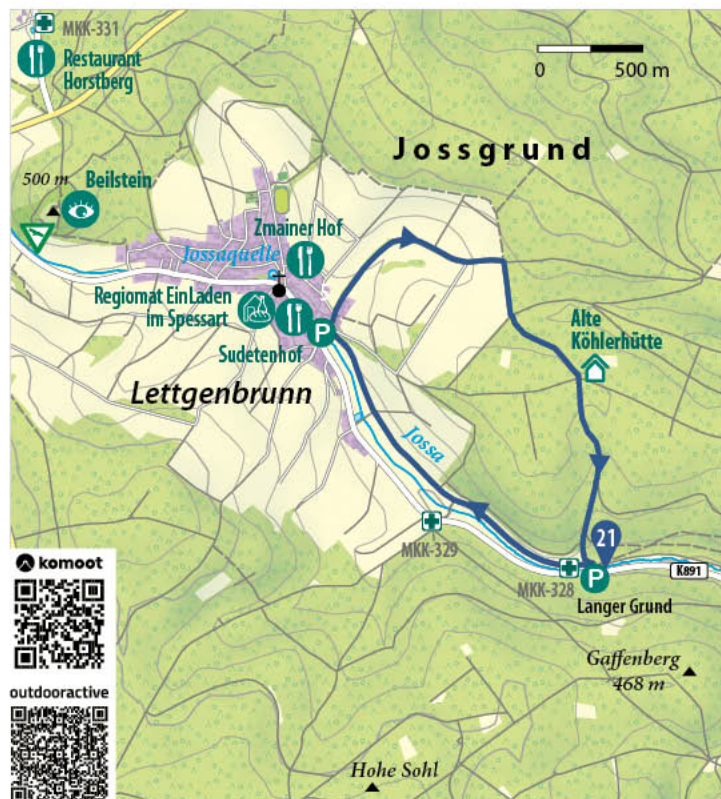 MKK-331
Restaurant
Horstberg
0 500 m
Jossgrund
500 m
Beilstein
Zmainer Hof
Jossaquelle
Regiomat EinLaden
im Spessart
P
Sudetenhof
Alte
Köhlerhütte
Lettgenbrunn
Jossa
MKK-329
21
MKK-328
P
K891
Langer Grund
komoot
Gaffenberg
468 m
outdooractive
Hohe Sohl